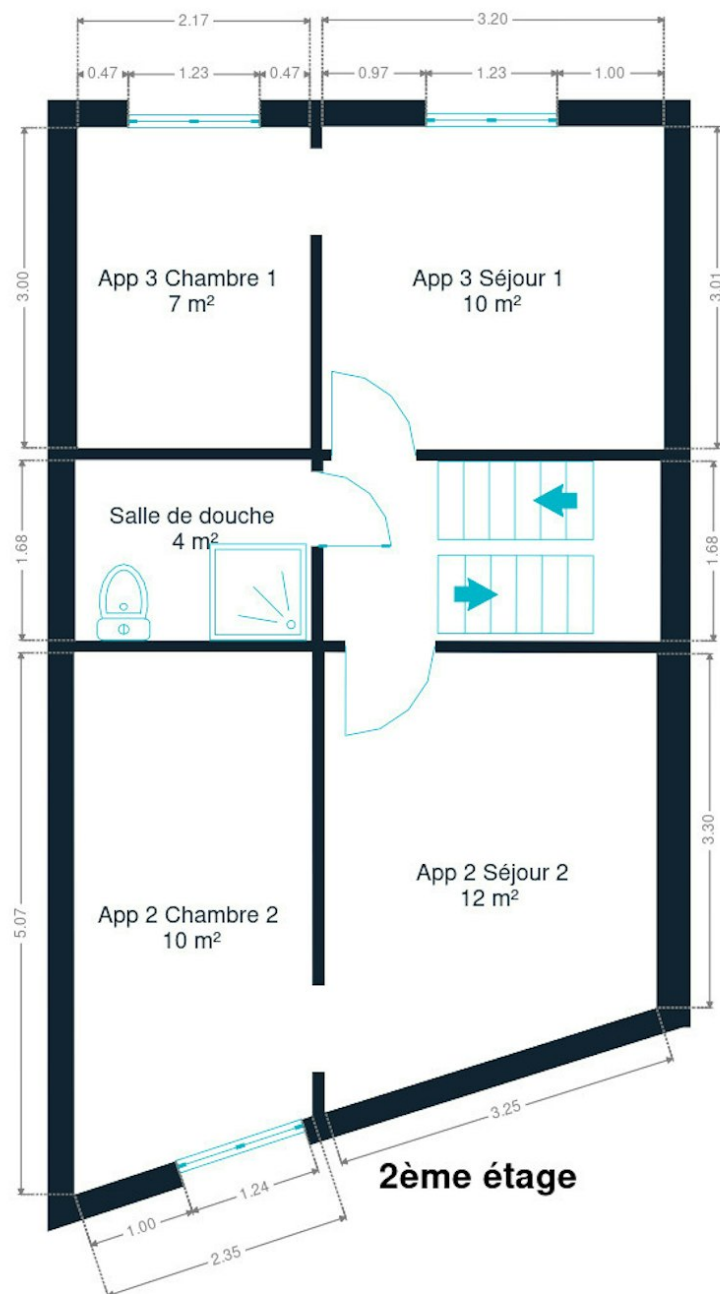 2.17
3.20
0.47
1.23
0.47
0.97
1.23
1.00
3.00
App 3 Chambre 1
7 m²
App 3 Séjour 1
10 m²
3.01
1.68
Salle de douche
4 m²
1.68
5.07
App 2 Chambre 2
10 m²
App 2 Séjour 2
12 m²
3.30
3.25
2ème étage
1.00
1.24
2.35